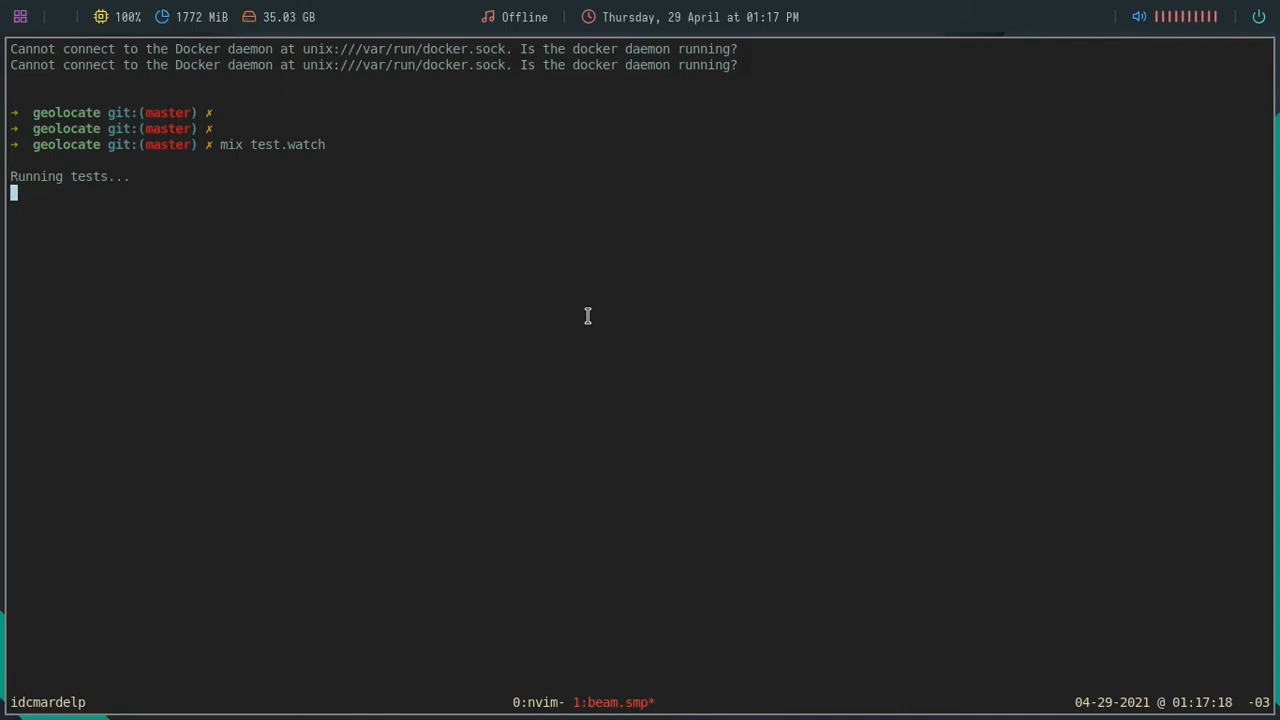 100% 1772 MiB 35.03 GB Offline Thursday, 29 April at 01:17 PM
Cannot connect to the Docker daemon at unix:///var/run/docker.sock. Is the docker daemon running?
Cannot connect to the Docker daemon at unix:///var/run/docker.sock. Is the docker daemon running?
→ geolocate git:(master) ✗
→ geolocate git:(master) ✗
→ geolocate git:(master) ✗ mix test.watch
Running tests...
idcmardelp 0:nvim- 1:beam.smp* 04-29-2021 @ 01:17:18 -03